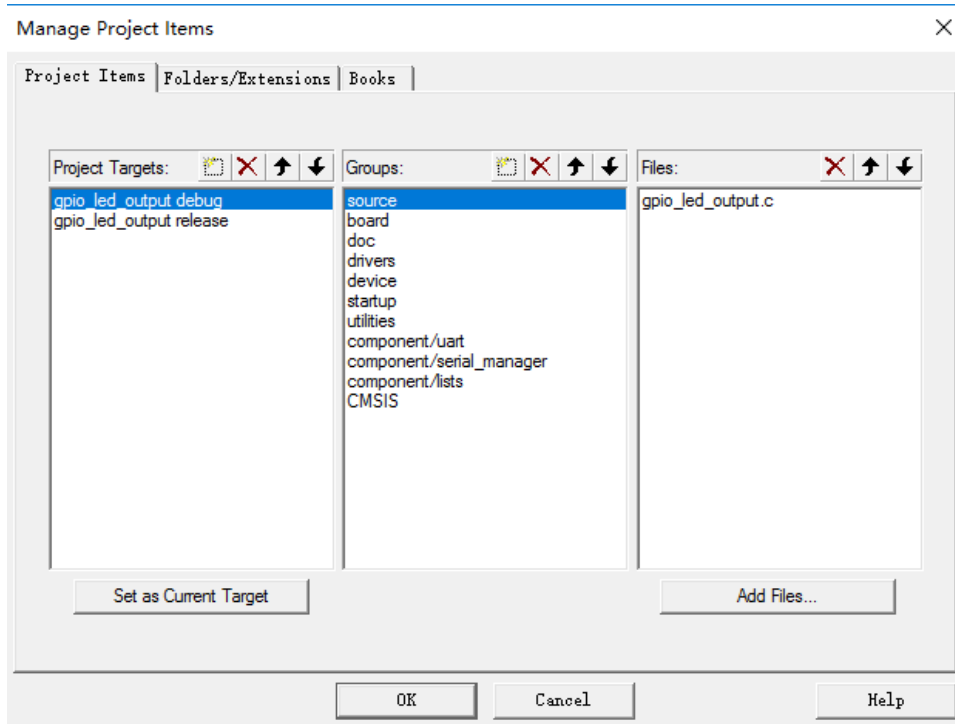 Manage Project Items
Project Items Folders/Extensions Books
Project Targets:
gpio_led_output debug
gpio_led_output release
Set as Current Target
Groups:
source
board
doc
drivers
device
startup
utilities
component/uart
component/serial_manager
component/lists
CMSIS
Files:
gpio_led_output.c
Add Files...
OK Cancel Help